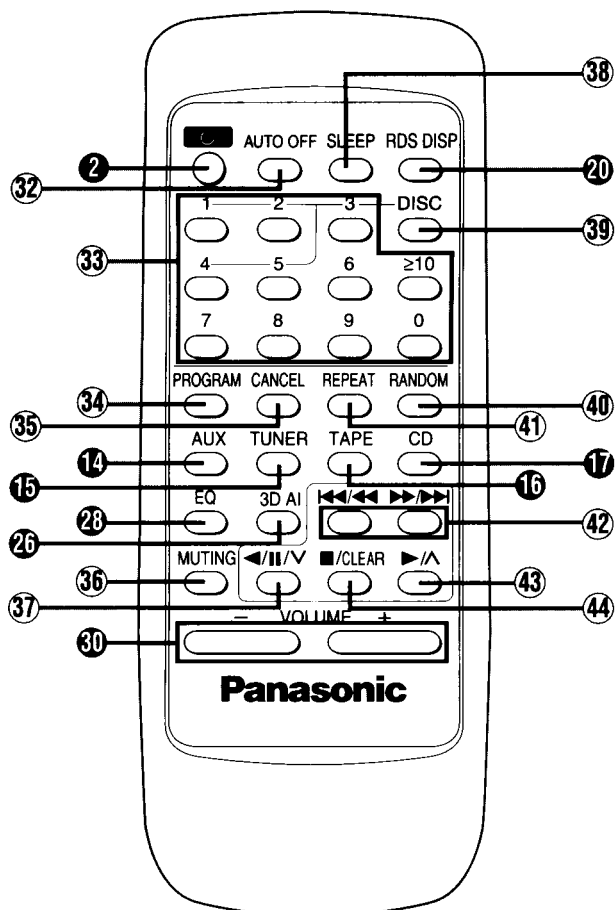 38
AUTO OFF SLEEP RDS DISP
2 20
32
1 2 3 DISC
39
33
4 5 6 ≥10
7 8 9 0
PROGRAM CANCEL REPEAT RANDOM
34 40
35 41
AUX TUNER TAPE CD
14 17
15 16
EQ 3D AI ⏮/◀◀ ▶▶/⏭
28 26 42
MUTING ◀/⏸/∨ ■/CLEAR ▶/∧
36 43
37 44
− VOLUME +
30
Panasonic